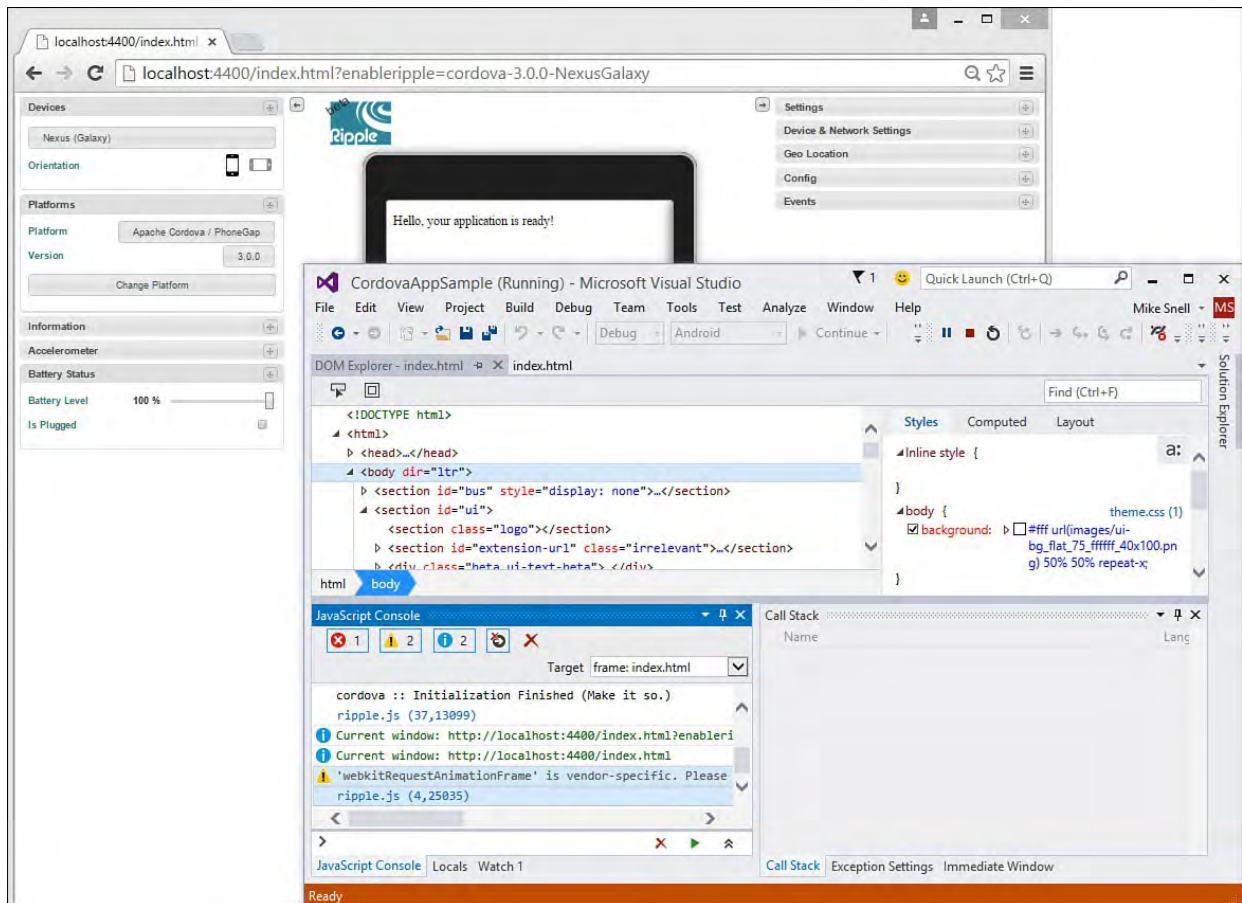 localhost:4400/index.html
localhost:4400/index.html?enableripple=cordova-3.0.0-NexusGalaxy
Devices
Nexus (Galaxy)
Orientation
Platforms
Platform Apache Cordova / PhoneGap
Version 3.0.0
Change Platform
Information
Accelerometer
Battery Status
Battery Level 100 %
Is Plugged
beta
Ripple
Hello, your application is ready!
Settings
Device & Network Settings
Geo Location
Config
Events
CordovaAppSample (Running) - Microsoft Visual Studio
1
Quick Launch (Ctrl+Q)
File Edit View Project Build Debug Team Tools Test Analyze Window Help
Mike Snell MS
Debug Android Continue
DOM Explorer - index.html index.html
Solution Explorer
Find (Ctrl+F)
<!DOCTYPE html>
<html>
<head>…</head>
<body dir="ltr">
<section id="bus" style="display: none">…</section>
<section id="ui">
<section class="logo"></section>
<section id="extension-url" class="irrelevant">…</section>
<div class="beta ui-text-beta"> </div>
html body
Styles Computed Layout
Inline style {
a:
}
body { theme.css (1)
background: #fff url(images/ui-
bg_flat_75_ffffff_40x100.pn
g) 50% 50% repeat-x;
}
JavaScript Console
1 2 2
Target frame: index.html
cordova :: Initialization Finished (Make it so.)
ripple.js (37,13099)
Current window: http://localhost:4400/index.html?enableri
Current window: http://localhost:4400/index.html
'webkitRequestAnimationFrame' is vendor-specific. Please
ripple.js (4,25035)
JavaScript Console Locals Watch 1
Call Stack
Name Lang
Call Stack Exception Settings Immediate Window
Ready